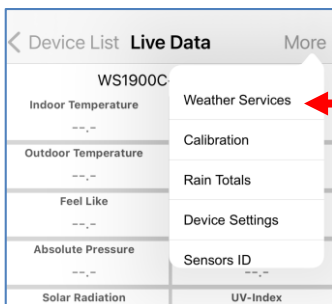 Device List Live Data More
WS1900C-
Indoor Temperature
--.-
Outdoor Temperature
--.-
Feel Like
--.-
Absolute Pressure
--.-
--.-
Solar Radiation
UV-Index
Weather Services
Calibration
Rain Totals
Device Settings
Sensors ID